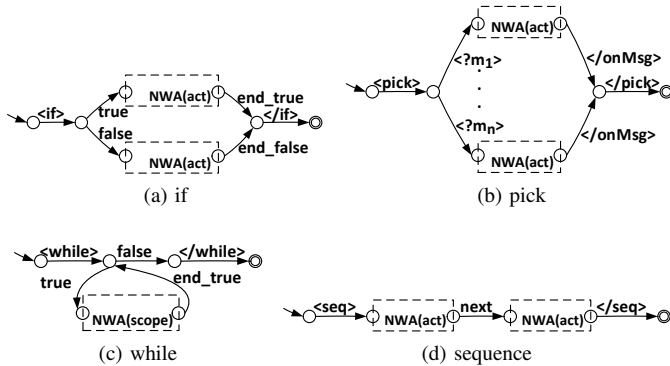 <if>
true
false
NWA(act)
NWA(act)
end_true
</if>
end_false
(a) if
<pick>
<?m1>
.
.
.
<?mn>
NWA(act)
NWA(act)
</onMsg>
</pick>
</onMsg>
(b) pick
<while>
false
</while>
true
end_true
NWA(scope)
(c) while
<seq>
NWA(act)
next
NWA(act)
</seq>
(d) sequence